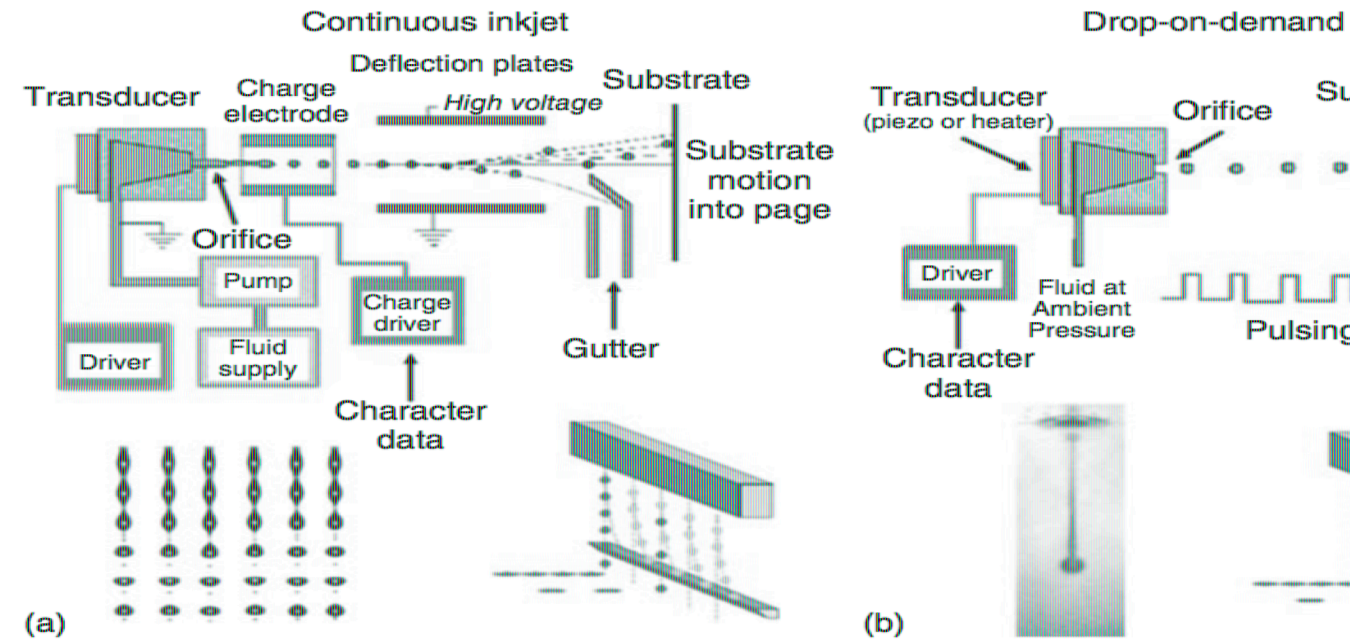 Continuous inkjet
Deflection plates
Transducer
Charge
electrode
High voltage
Substrate
Substrate
motion
into page
Orifice
Pump
Charge
driver
Fluid
supply
Driver
Gutter
Character
data
(a)
Drop-on-demand
Transducer
(piezo or heater)
Orifice
Su
Driver
Fluid at
Ambient
Pressure
Pulsing
Character
data
(b)